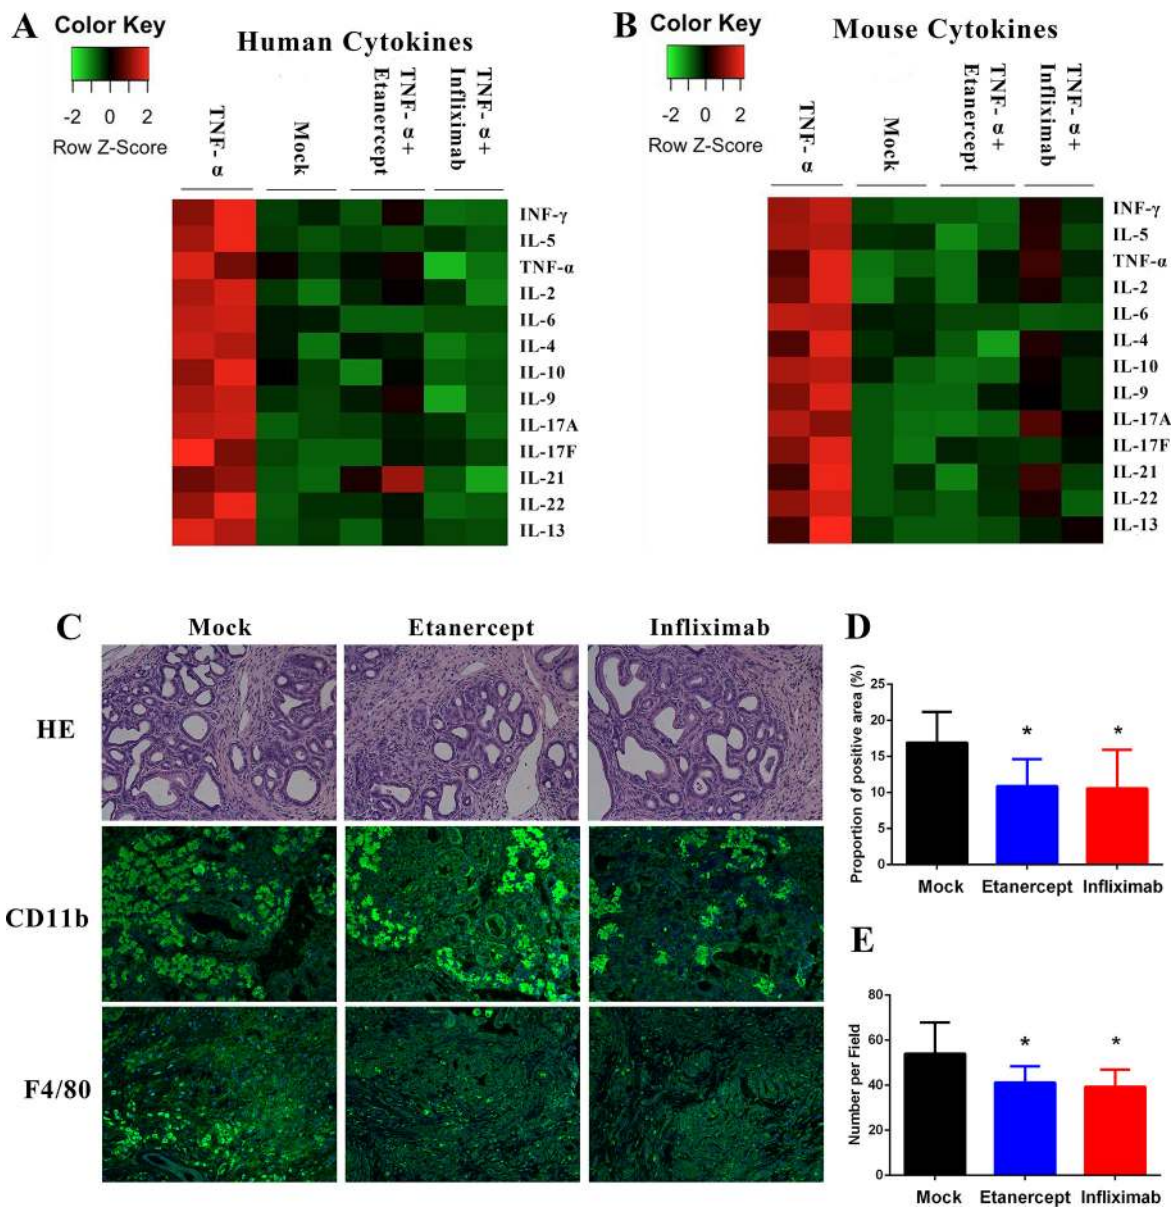 A
Color Key
-2 0 2
Row Z-Score
Human Cytokines
TNF-α
Mock
TNF-α+
Etanercept
TNF-α+
Infliximab
INF-γ
IL-5
TNF-α
IL-2
IL-6
IL-4
IL-10
IL-9
IL-17A
IL-17F
IL-21
IL-22
IL-13
B
Color Key
-2 0 2
Row Z-Score
Mouse Cytokines
TNF-α
Mock
TNF-α+
Etanercept
TNF-α+
Infliximab
INF-γ
IL-5
TNF-α
IL-2
IL-6
IL-4
IL-10
IL-9
IL-17A
IL-17F
IL-21
IL-22
IL-13
C
Mock Etanercept Infliximab
HE
CD11b
F4/80
D
Proportion of positive area (%)
25
20
15
10
5
0
* *
Mock Etanercept Infliximab
E
Number per Field
80
60
40
20
0
* *
Mock Etanercept Infliximab